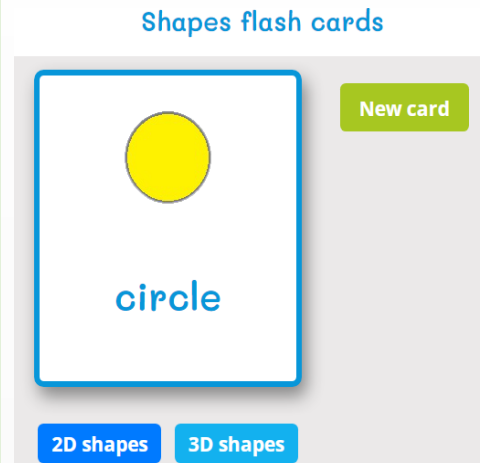 Shapes flash cards
New card
circle
2D shapes
3D shapes